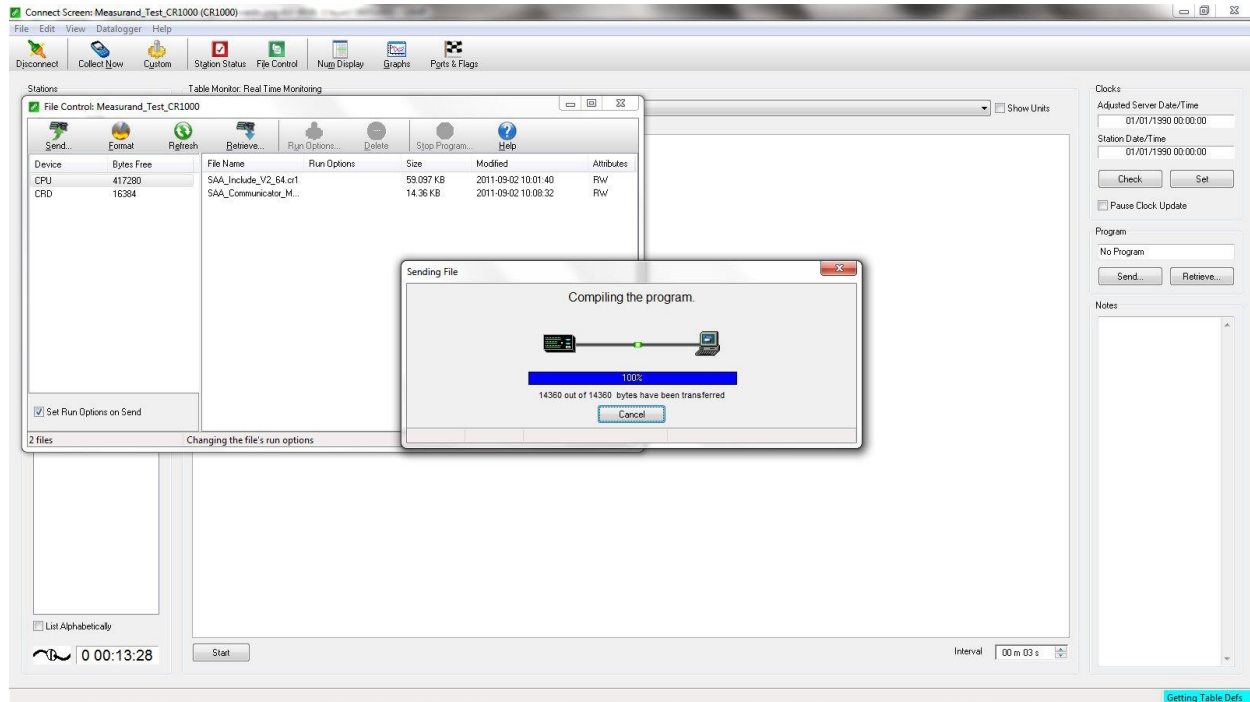 Connect Screen: Measurand_Test_CR1000 (CR1000)
File Edit View Datalogger Help
Disconnect Collect Now Custom Station Status File Control Num Display Graphs Ports & Flags
Stations
Table Monitor: Real Time Monitoring
Show Units
File Control: Measurand_Test_CR1000
Send... Format Refresh Retrieve... Run Options... Delete Stop Program... Help
Device Bytes Free File Name Run Options Size Modified Attributes
CPU 417280 SAA_Include_V2_64.cr1 59.097 KB 2011-09-02 10:01:40 RW
CRD 16384 SAA_Communicator_M... 14.36 KB 2011-09-02 10:08:32 RW
Set Run Options on Send
2 files Changing the file's run options
Sending File
Compiling the program.
100%
14360 out of 14360 bytes have been transferred
Cancel
List Alphabetically
0 00:13:28
Start
Interval 00 m 03 s
Clocks
Adjusted Server Date/Time
01/01/1990 00:00:00
Station Date/Time
01/01/1990 00:00:00
Check Set
Pause Clock Update
Program
No Program
Send... Retrieve...
Notes
Getting Table Defs